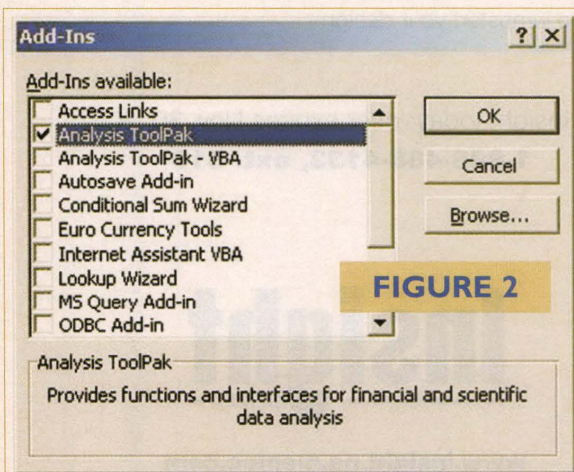 Add-Ins
Add-Ins available:
Access Links
Analysis ToolPak
Analysis ToolPak - VBA
Autosave Add-in
Conditional Sum Wizard
Euro Currency Tools
Internet Assistant VBA
Lookup Wizard
MS Query Add-in
ODBC Add-in
OK
Cancel
Browse...
FIGURE 2
Analysis ToolPak
Provides functions and interfaces for financial and scientific
data analysis